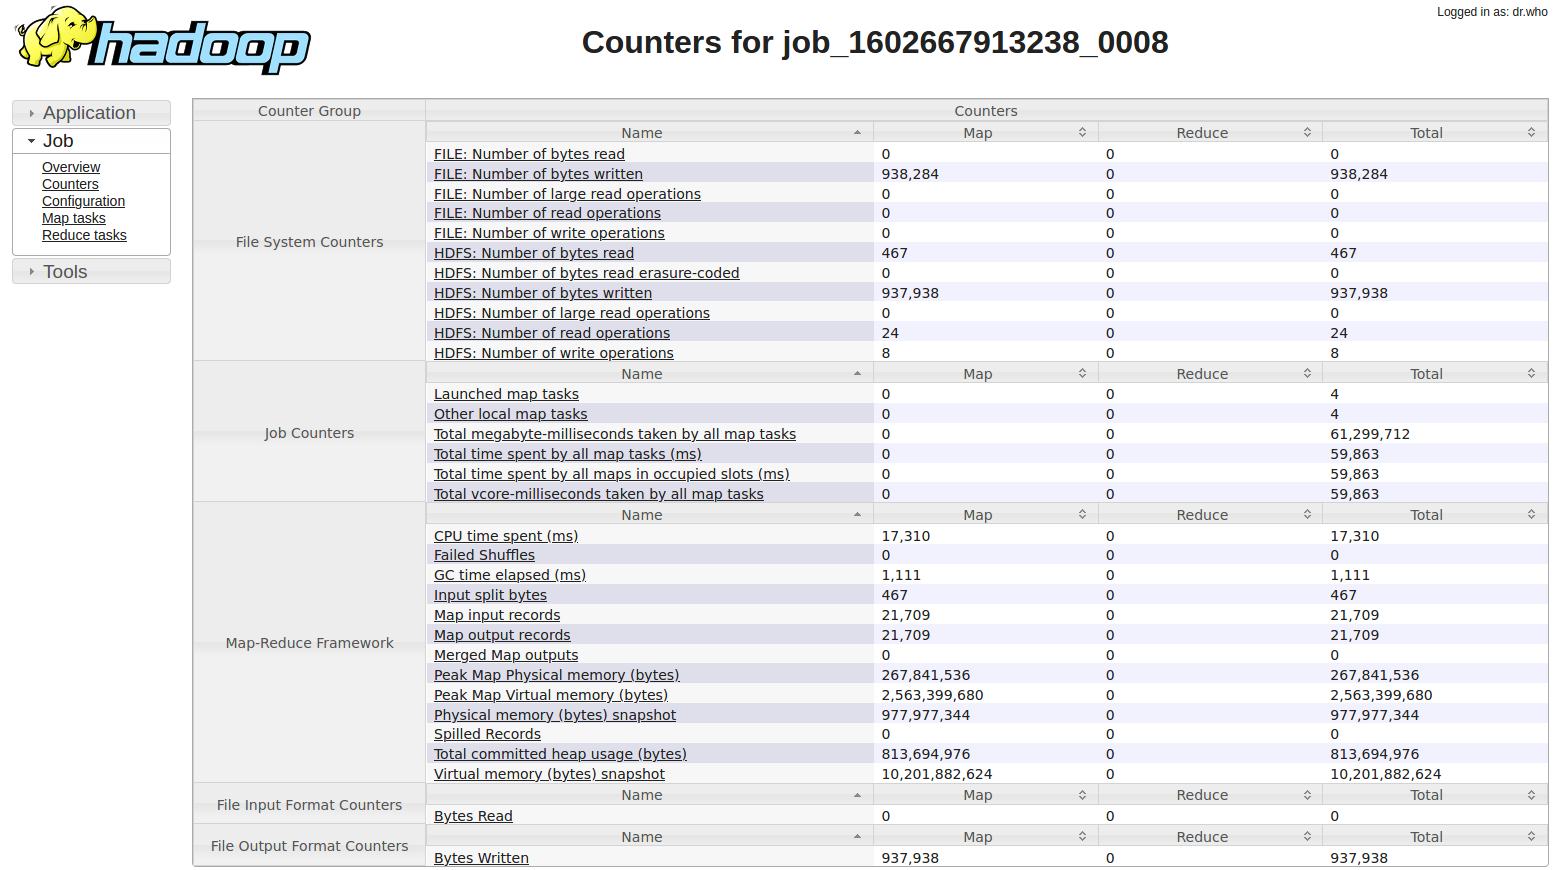 hadoop
Logged in as: dr.who
Counters for job_1602667913238_0008
Application
Job
Overview
Counters
Configuration
Map tasks
Reduce tasks
Tools
Counter Group Counters
File System Counters
Name Map Reduce Total
FILE: Number of bytes read 0 0 0
FILE: Number of bytes written 938,284 0 938,284
FILE: Number of large read operations 0 0 0
FILE: Number of read operations 0 0 0
FILE: Number of write operations 0 0 0
HDFS: Number of bytes read 467 0 467
HDFS: Number of bytes read erasure-coded 0 0 0
HDFS: Number of bytes written 937,938 0 937,938
HDFS: Number of large read operations 0 0 0
HDFS: Number of read operations 24 0 24
HDFS: Number of write operations 8 0 8
Job Counters
Name Map Reduce Total
Launched map tasks 0 0 4
Other local map tasks 0 0 4
Total megabyte-milliseconds taken by all map tasks 0 0 61,299,712
Total time spent by all map tasks (ms) 0 0 59,863
Total time spent by all maps in occupied slots (ms) 0 0 59,863
Total vcore-milliseconds taken by all map tasks 0 0 59,863
Map-Reduce Framework
Name Map Reduce Total
CPU time spent (ms) 17,310 0 17,310
Failed Shuffles 0 0 0
GC time elapsed (ms) 1,111 0 1,111
Input split bytes 467 0 467
Map input records 21,709 0 21,709
Map output records 21,709 0 21,709
Merged Map outputs 0 0 0
Peak Map Physical memory (bytes) 267,841,536 0 267,841,536
Peak Map Virtual memory (bytes) 2,563,399,680 0 2,563,399,680
Physical memory (bytes) snapshot 977,977,344 0 977,977,344
Spilled Records 0 0 0
Total committed heap usage (bytes) 813,694,976 0 813,694,976
Virtual memory (bytes) snapshot 10,201,882,624 0 10,201,882,624
File Input Format Counters
Name Map Reduce Total
Bytes Read 0 0 0
File Output Format Counters
Name Map Reduce Total
Bytes Written 937,938 0 937,938